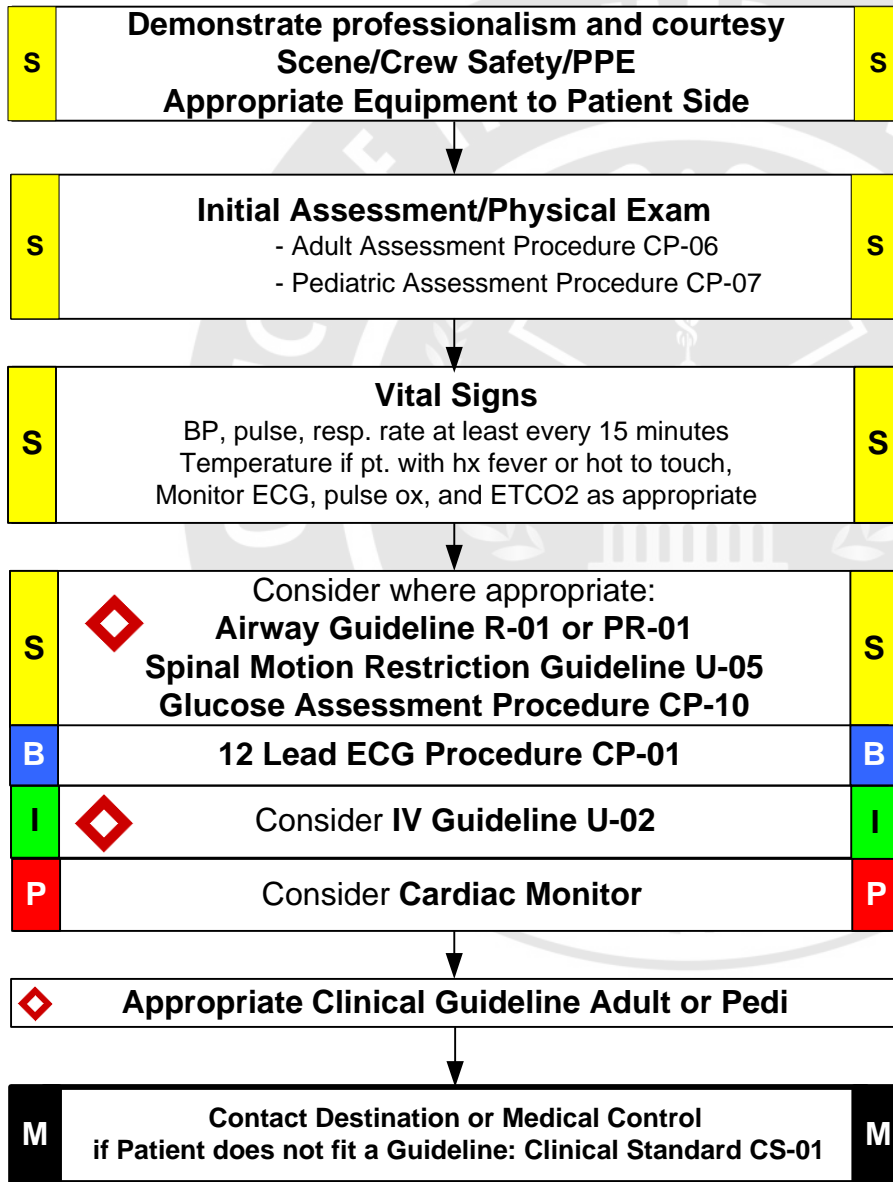 Demonstrate professionalism and courtesy
S Scene/Crew Safety/PPE S
Appropriate Equipment to Patient Side
Initial Assessment/Physical Exam
S - Adult Assessment Procedure CP-06 S
- Pediatric Assessment Procedure CP-07
Vital Signs
BP, pulse, resp. rate at least every 15 minutes
S Temperature if pt. with hx fever or hot to touch, S
Monitor ECG, pulse ox, and ETCO2 as appropriate
Consider where appropriate:
Airway Guideline R-01 or PR-01
S Spinal Motion Restriction Guideline U-05 S
Glucose Assessment Procedure CP-10
B 12 Lead ECG Procedure CP-01 B
I Consider IV Guideline U-02 I
P Consider Cardiac Monitor P
Appropriate Clinical Guideline Adult or Pedi
Contact Destination or Medical Control
M if Patient does not fit a Guideline: Clinical Standard CS-01 M